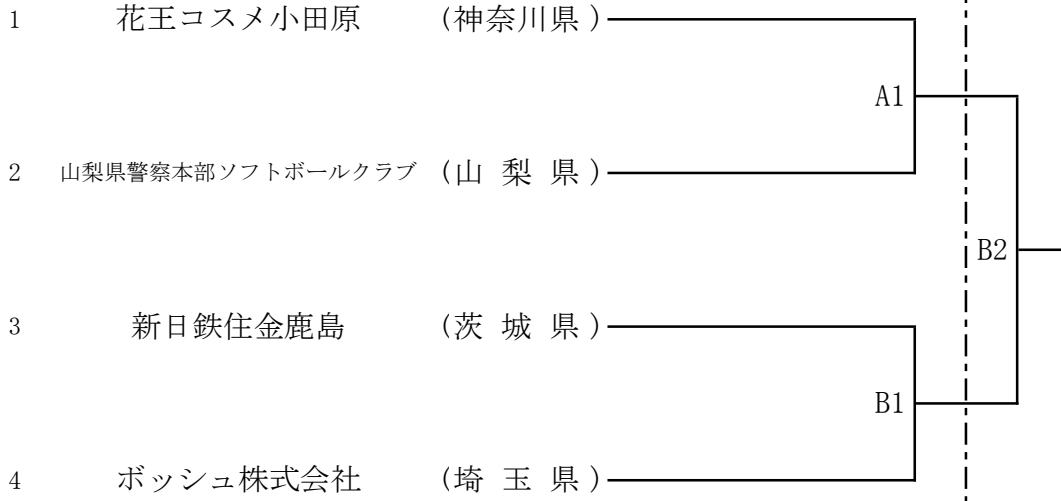 1 花王コスメ小田原 (神奈川県)
A1
2 山梨県警察本部ソフトボールクラブ (山 梨 県)
B2
3 新日鉄住金鹿島 (茨 城 県)
B1
4 ボッシュ株式会社 (埼 玉 県)